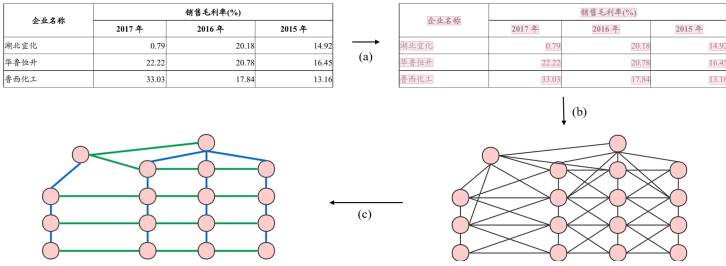 企业名称 销售毛利率(%)
2017 年 2016 年 2015 年
湖北宜化 0.79 20.18 14.92
华鲁恒升 22.22 20.78 16.45
鲁西化工 33.03 17.84 13.16
(a)
企业名称 销售毛利率(%)
2017 年 2016 年 2015 年
湖北宜化 0.79 20.18 14.92
华鲁恒升 22.22 20.78 16.45
鲁西化工 33.03 17.84 13.16
(b)
(c)